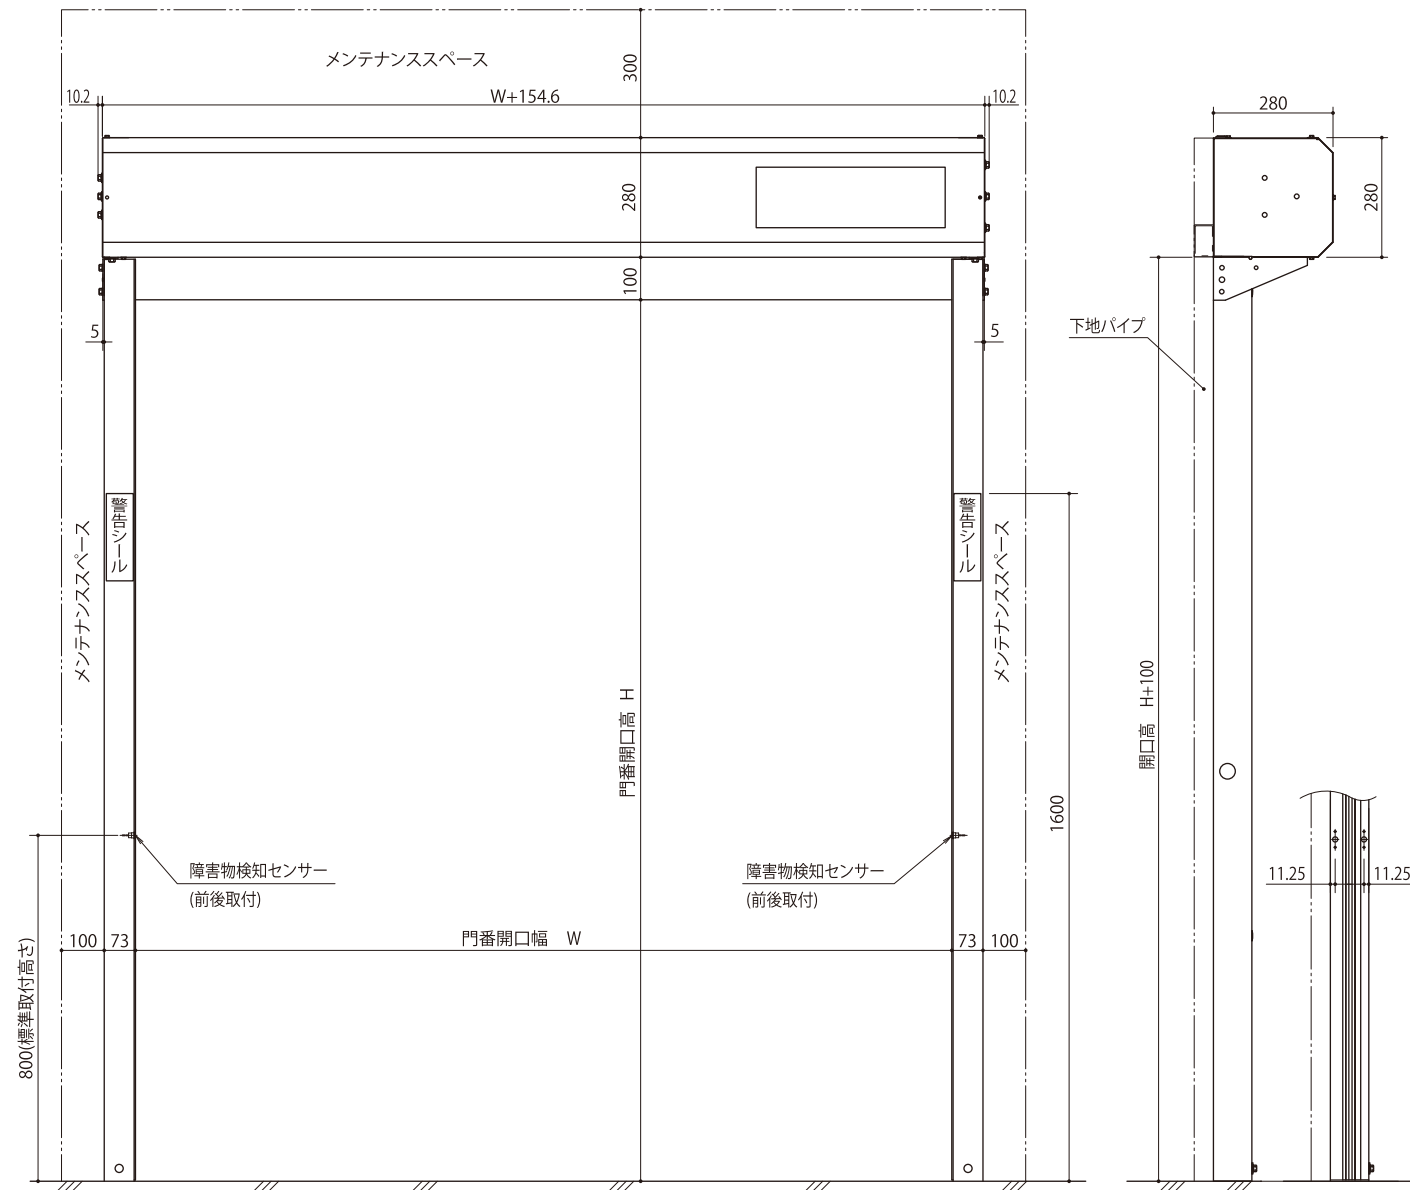 メンテナンススペース
300
10.2
W+154.6
10.2
280
280
280
100
5
5
下地パイプ
警告シール
警告シール
メンテナンススペース
メンテナンススペース
門番開口高 H
開口高 H+100
1600
障害物検知センサー
(前後取付)
障害物検知センサー
(前後取付)
11.25
11.25
100
73
門番開口幅 W
73
100
800(標準取付高さ)